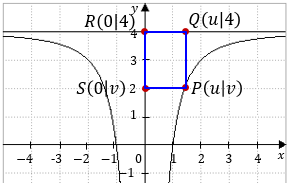 y
R(0|4) Q(u|4)
4
3
S(0|v) 2 P(u|v)
1
−4 −3 −2 −1 0 1 2 3 4 x
−1